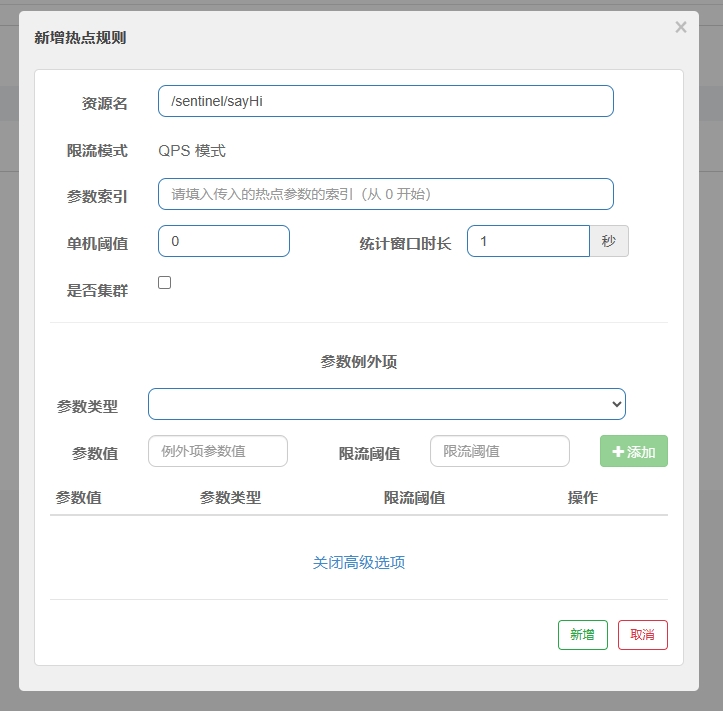 新增热点规则
×
资源名 /sentinel/sayHi
限流模式 QPS 模式
参数索引 请填入传入的热点参数的索引（从 0 开始）
单机阈值 0 统计窗口时长 1 秒
是否集群
参数例外项
参数类型
参数值 例外项参数值 限流阈值 限流阈值 添加
参数值 参数类型 限流阈值 操作
关闭高级选项
新增 取消